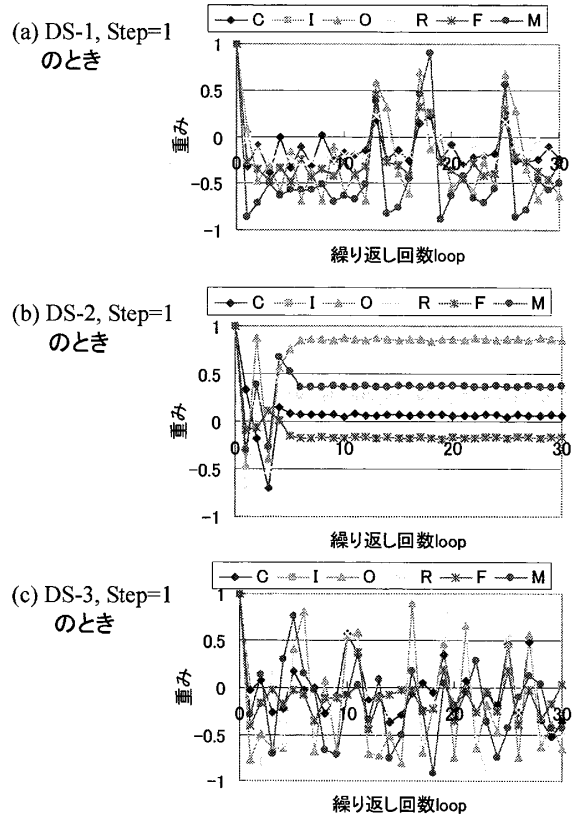 (a) DS-1, Step=1
のとき
C I O R F M
1
0.5
0
-0.5
-1
重み
0 10 20 30
繰り返し回数loop
(b) DS-2, Step=1
のとき
C I O R F M
1
0.5
0
-0.5
-1
重み
0 10 20 30
繰り返し回数loop
(c) DS-3, Step=1
のとき
C I O R F M
1
0.5
0
-0.5
-1
重み
0 10 20 30
繰り返し回数loop